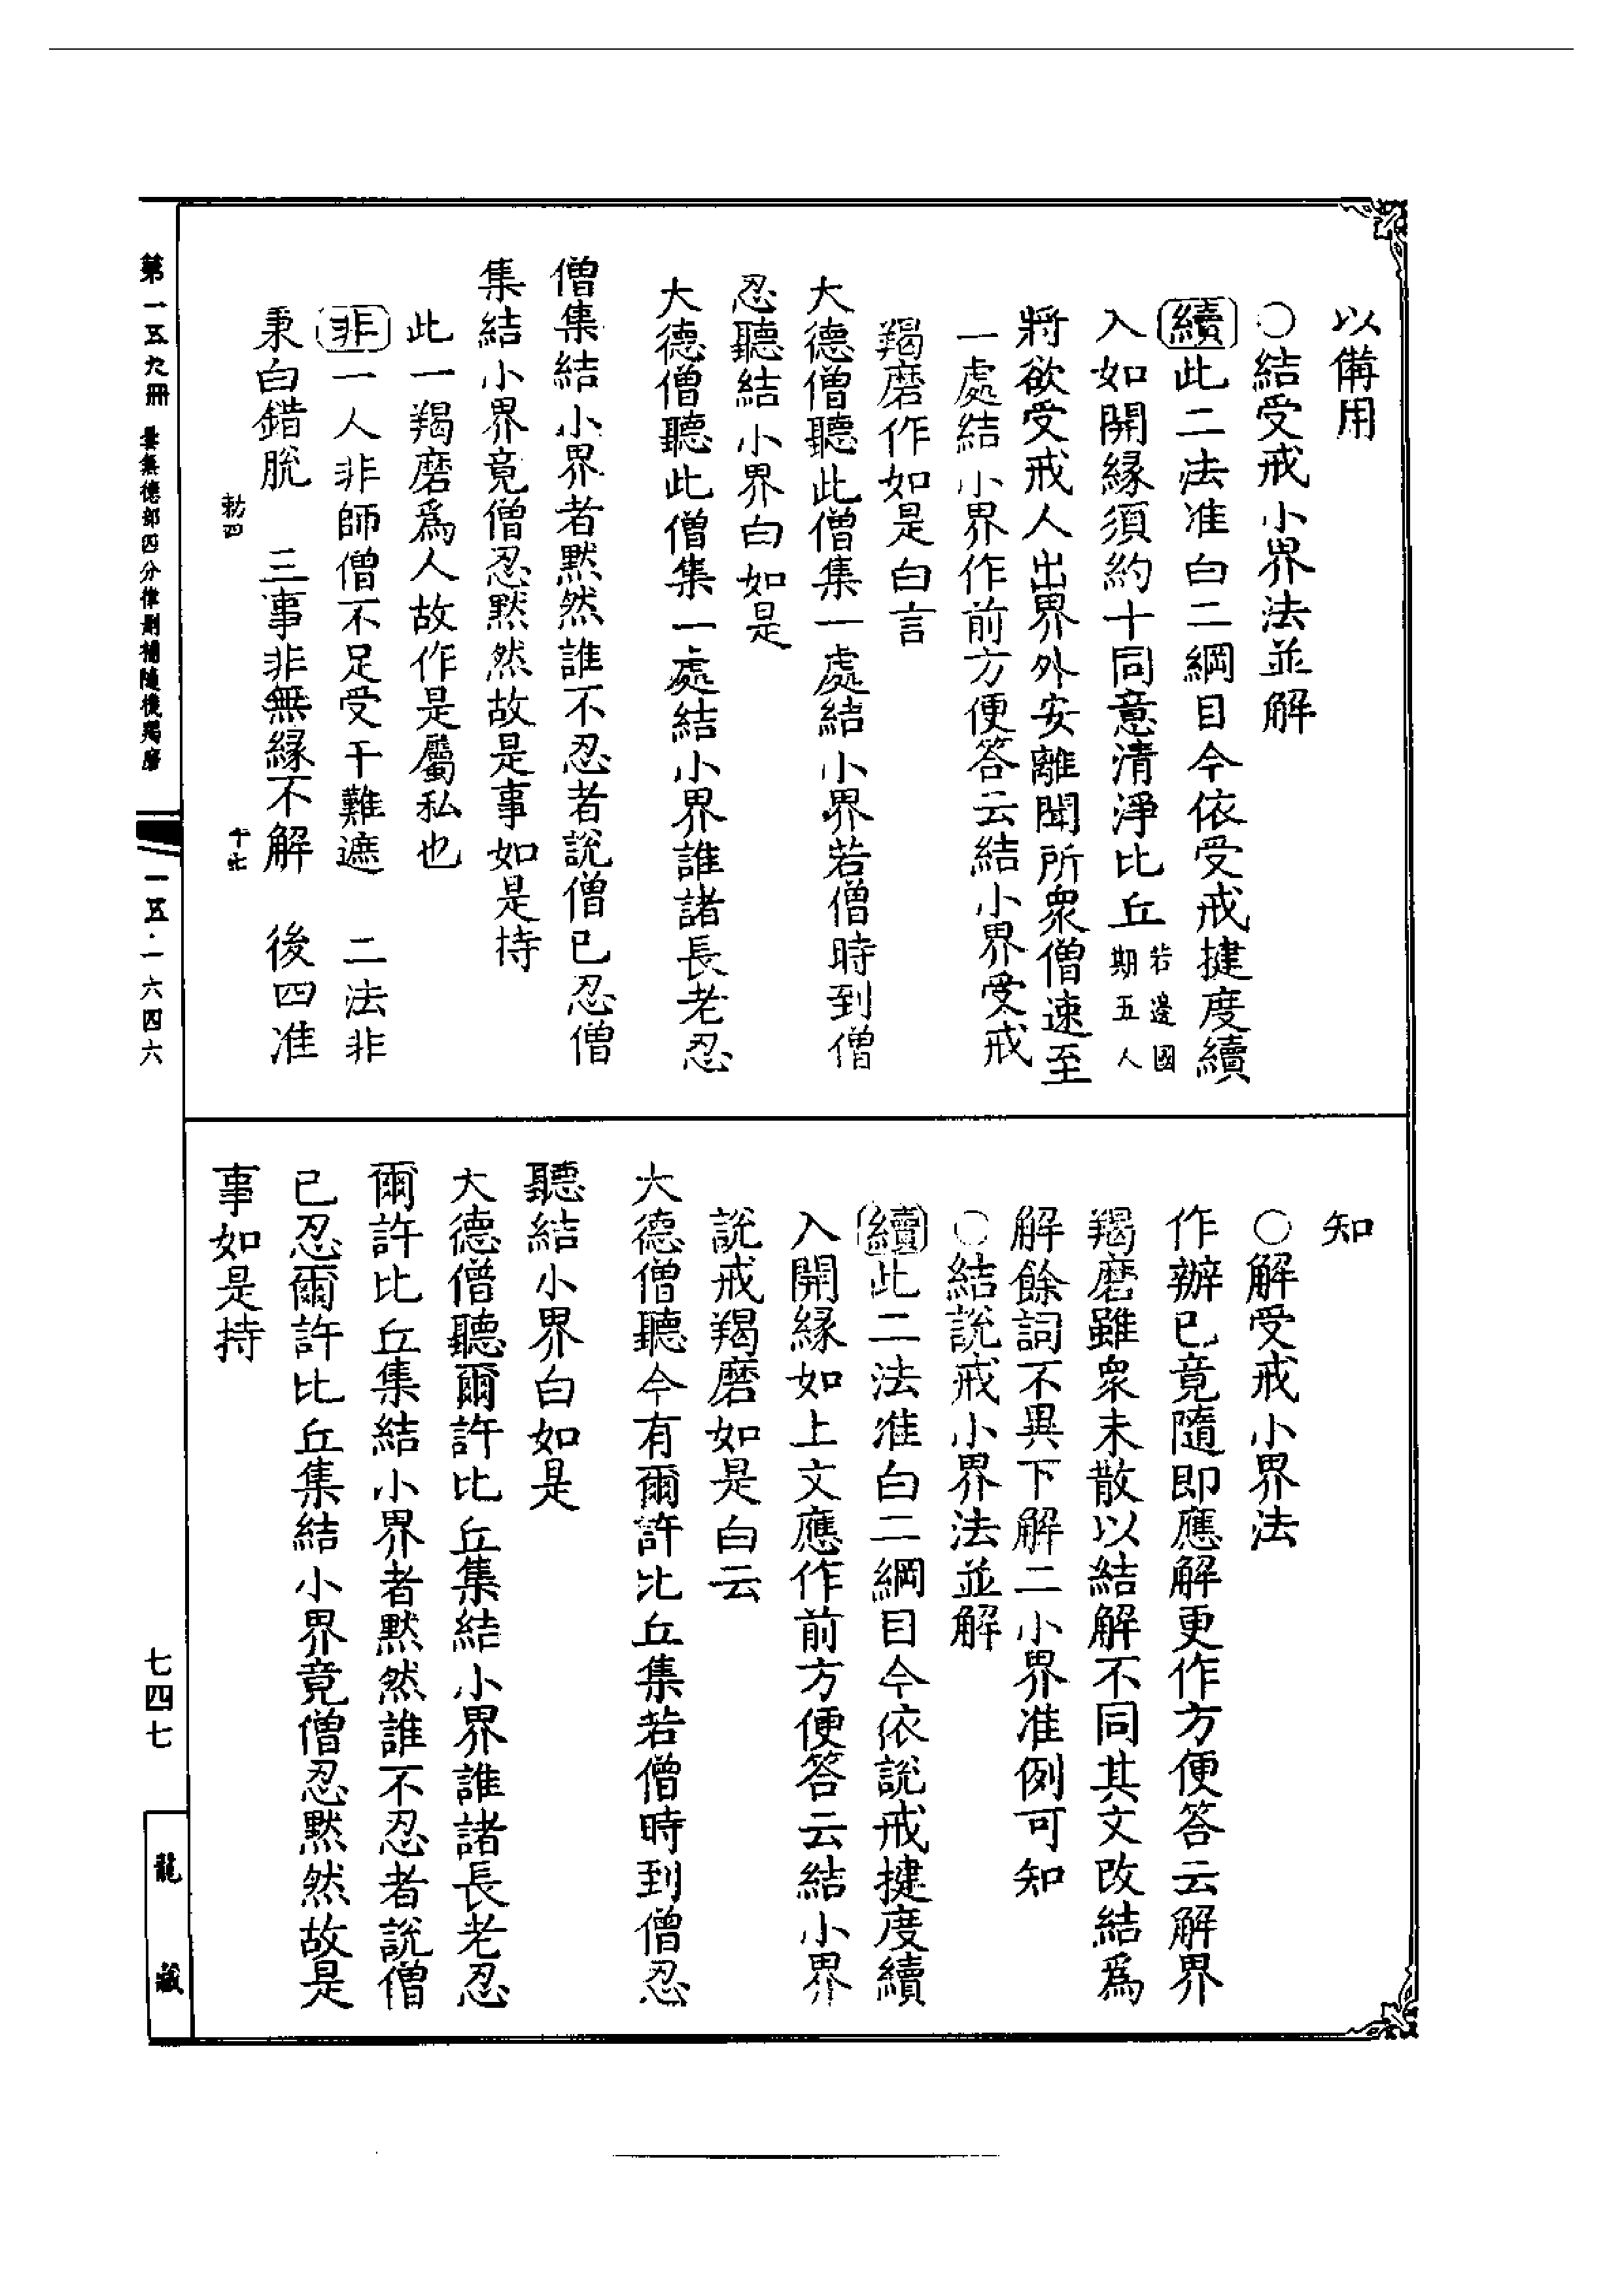 以備用
○結受戒小界法並解
續此二法准白二綱目今依受戒揵度續
入如開緣須約十同意清淨比丘若邊國期五人
將欲受戒人出界外安離聞所眾僧速至
一處結小界作前方便答云結小界受戒
羯磨作如是白言
大德僧聽此僧集一處結小界若僧時到僧
忍聽結小界白如是
大德僧聽此僧集一處結小界誰諸長老忍
僧集結小界者默然誰不忍者說僧已忍僧
集結小界竟僧忍默然故是事如是持
此一羯磨為人故作是屬私也
非一人非師僧不足受干難遮 二法非
秉白錯脫 三事非無緣不解 後四准
知
○解受戒小界法
作辦已竟隨即應解更作方便答云解界
羯磨雖眾未散以結解不同其文改結為
解餘詞不異下解二小界准例可知
○結說戒小界法並解
續此二法准白二綱目今依說戒揵度續
入開緣如上文應作前方便答云結小界
說戒羯磨如是白云
大德僧聽今有爾許比丘集若僧時到僧忍
聽結小界白如是
大德僧聽爾許比丘集結小界誰諸長老忍
爾許比丘集結小界者默然誰不忍者說僧
已忍爾許比丘集結小界竟僧忍默然故是
事如是持
勒四
第一五九冊 曇無德部四分律刪補隨機羯磨
一五·一六四六
七四七
龍藏